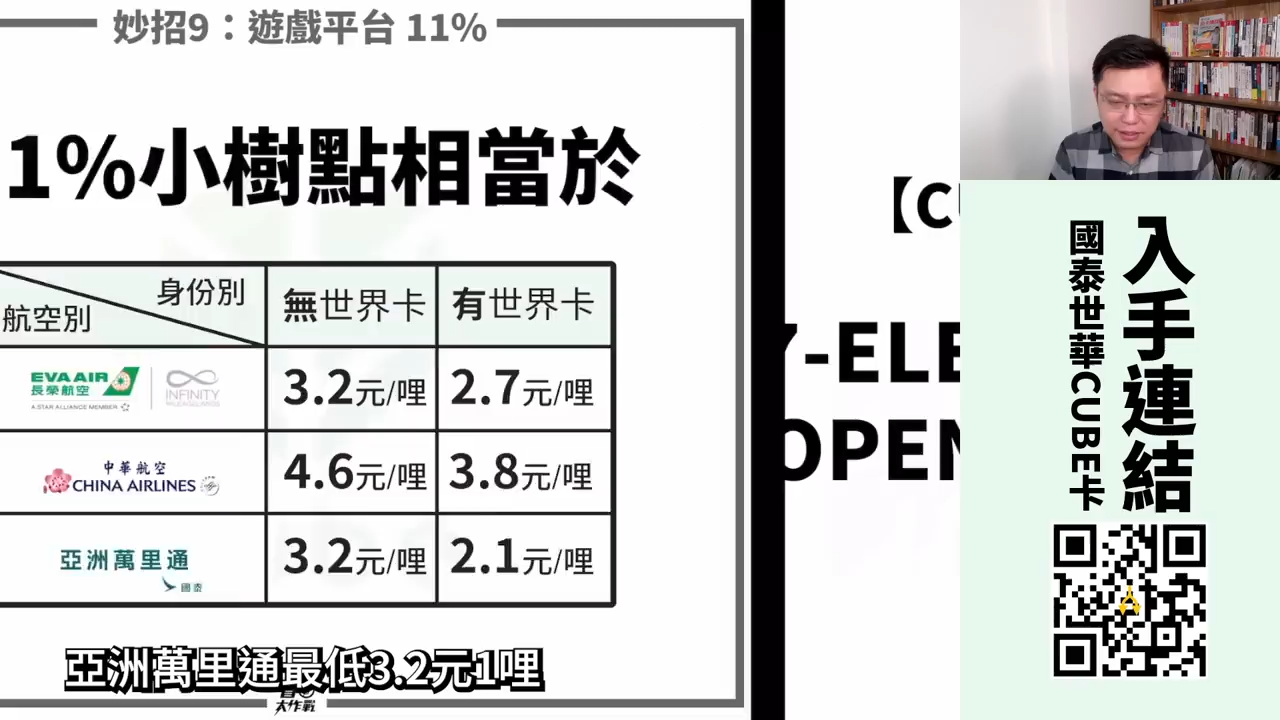 妙招9：遊戲平台 11%
1%小樹點相當於
身份別
航空別
無世界卡
有世界卡
EVA AIR
長榮航空
A STAR ALLIANCE MEMBER
INFINITY
MILEAGELANDS
3.2元/哩
2.7元/哩
中華航空
CHINA AIRLINES
4.6元/哩
3.8元/哩
亞洲萬里通
國泰
3.2元/哩
2.1元/哩
亞洲萬里通最低3.2元1哩
大作戰
【CU
Y-ELE
OPEN
入手連結
國泰世華CUBE卡